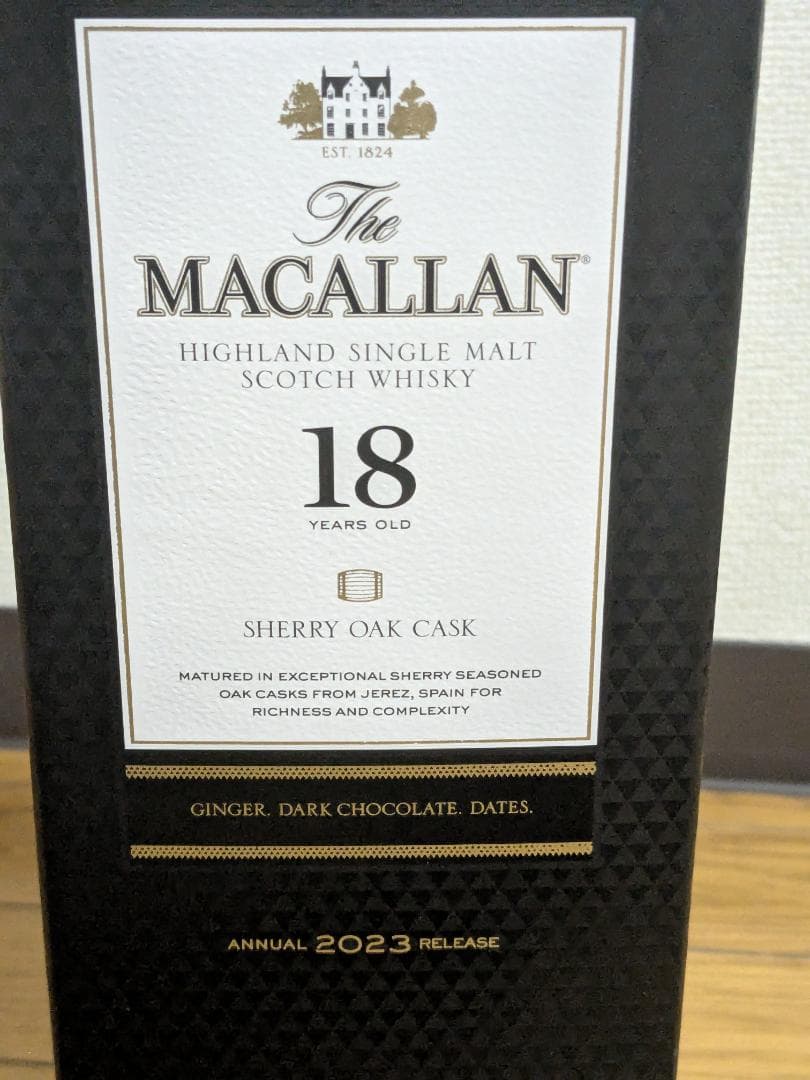 EST. 1824
The
MACALLAN®
HIGHLAND SINGLE MALT
SCOTCH WHISKY
18
YEARS OLD
SHERRY OAK CASK
MATURED IN EXCEPTIONAL SHERRY SEASONED
OAK CASKS FROM JEREZ, SPAIN FOR
RICHNESS AND COMPLEXITY
GINGER. DARK CHOCOLATE. DATES.
ANNUAL 2023 RELEASE